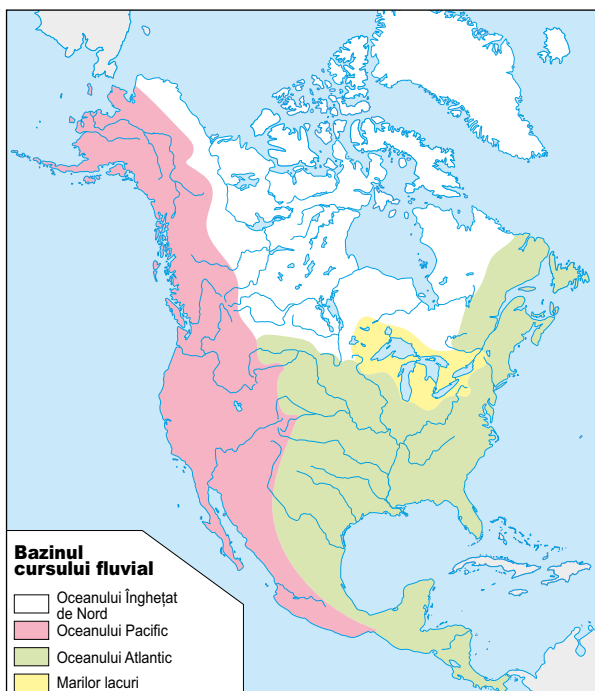 Bazinul
cursului fluvial
Oceanului Înghețat
de Nord
Oceanului Pacific
Oceanului Atlantic
Marilor lacuri